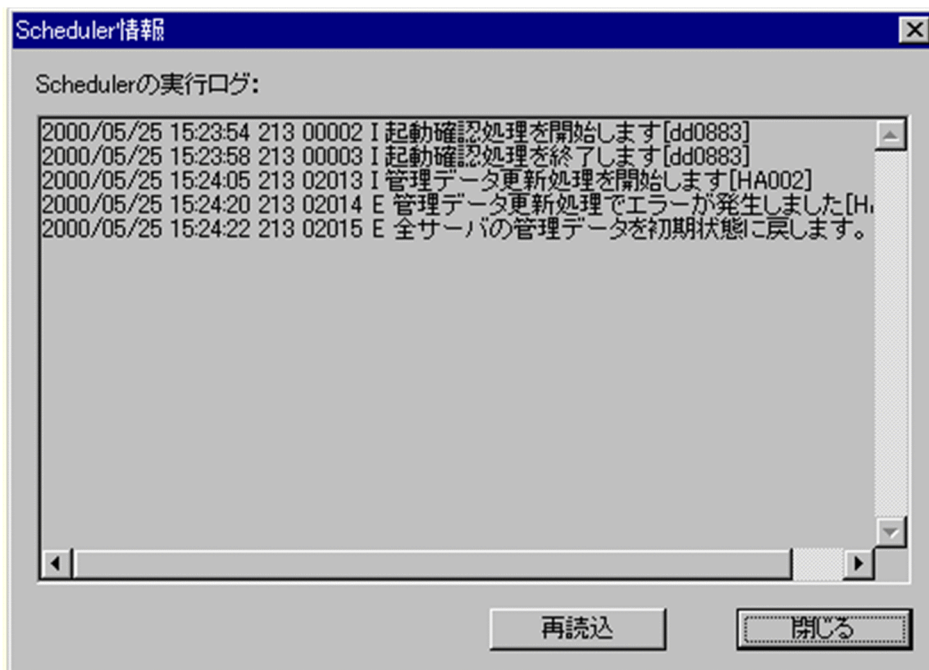 Scheduler情報
Schedulerの実行ログ:
2000/05/25 15:23:54 213 00002 I 起動確認処理を開始します[dd0883]
2000/05/25 15:23:58 213 00003 I 起動確認処理を終了します[dd0883]
2000/05/25 15:24:05 213 02013 I 管理データ更新処理を開始します[HA002]
2000/05/25 15:24:20 213 02014 E 管理データ更新処理でエラーが発生しました[H
2000/05/25 15:24:22 213 02015 E 全サーバの管理データを初期状態に戻します。
再読込
閉じる